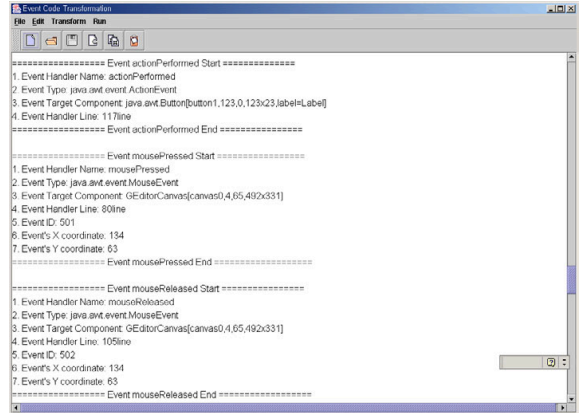 Event Code Transformation
File Edit Transform Run
================== Event actionPerformed Start ==============
1. Event Handler Name: actionPerformed
2. Event Type: java.awt.event.ActionEvent
3. Event Target Component: java.awt.Button[button1,123,0,123x23,label=Label]
4. Event Handler Line: 117line
================== Event actionPerformed End ================
================== Event mousePressed Start =================
1. Event Handler Name: mousePressed
2. Event Type: java.awt.event.MouseEvent
3. Event Target Component: GEditorCanvas[canvas0,4,65,492x331]
4. Event Handler Line: 80line
5. Event ID: 501
6. Event's X coordinate: 134
7. Event's Y coordinate: 63
================== Event mousePressed End ===================
================== Event mouseReleased Start ================
1. Event Handler Name: mouseReleased
2. Event Type: java.awt.event.MouseEvent
3. Event Target Component: GEditorCanvas[canvas0,4,65,492x331]
4. Event Handler Line: 105line
5. Event ID: 502
6. Event's X coordinate: 134
7. Event's Y coordinate: 63
================== Event mouseReleased End ==================